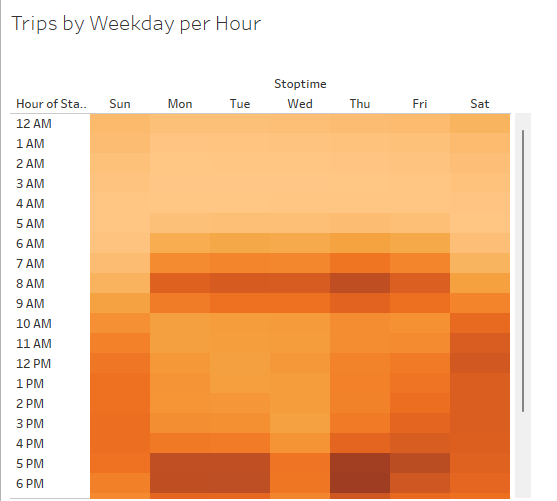 Trips by Weekday per Hour
Stoptime
Hour of Sta.. Sun Mon Tue Wed Thu Fri Sat
12 AM
1 AM
2 AM
3 AM
4 AM
5 AM
6 AM
7 AM
8 AM
9 AM
10 AM
11 AM
12 PM
1 PM
2 PM
3 PM
4 PM
5 PM
6 PM